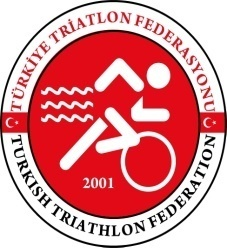 TÜRKİYE TRİATLON FEDERASYONU
2001
TURKISH TRIATHLON FEDERATION